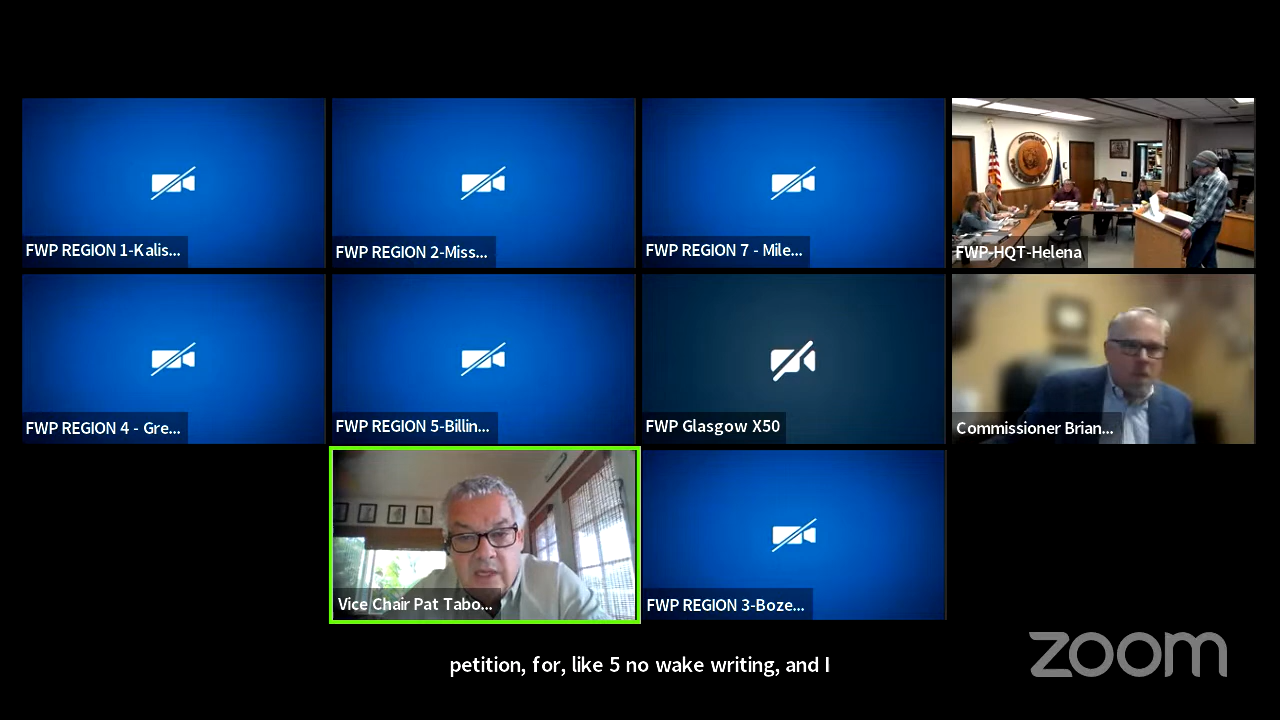 FWP REGION 1-Kalis...
FWP REGION 2-Miss...
FWP REGION 7 - Mile...
FWP-HQT-Helena
FWP REGION 4 - Gre...
FWP REGION 5-Billin...
FWP Glasgow X50
Commissioner Brian...
Vice Chair Pat Tabo...
FWP REGION 3-Boze...
petition, for, like 5 no wake writing, and I
zoom